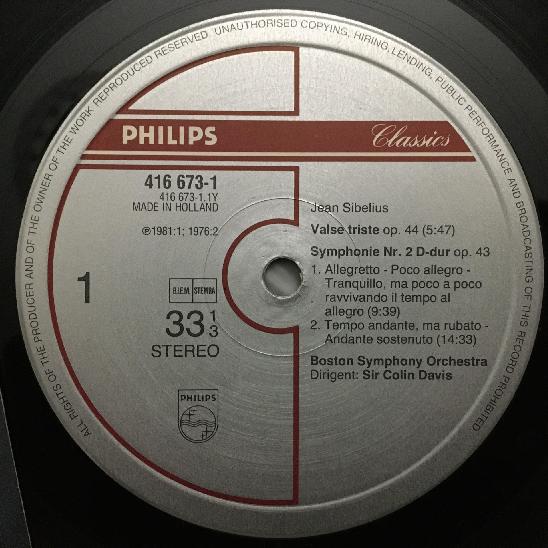 ALL RIGHTS OF THE PRODUCER AND OF THE OWNER OF THE WORK REPRODUCED RESERVED UNAUTHORISED COPYING, HIRING, LENDING, PUBLIC PERFORMANCE AND BROADCASTING OF THIS RECORD PROHIBITED
PHILIPS
Classics
416 673-1
416 673-1.1Y
MADE IN HOLLAND
℗1981:1; 1976:2
1
B.I.E.M. STEMRA
33 1/3
STEREO
PHILIPS
Jean Sibelius
Valse triste op. 44 (5:47)
Symphonie Nr. 2 D-dur op. 43
1. Allegretto - Poco allegro -
Tranquillo, ma poco a poco
ravvivando il tempo al
allegro (9:39)
2. Tempo andante, ma rubato -
Andante sostenuto (14:33)
Boston Symphony Orchestra
Dirigent: Sir Colin Davis